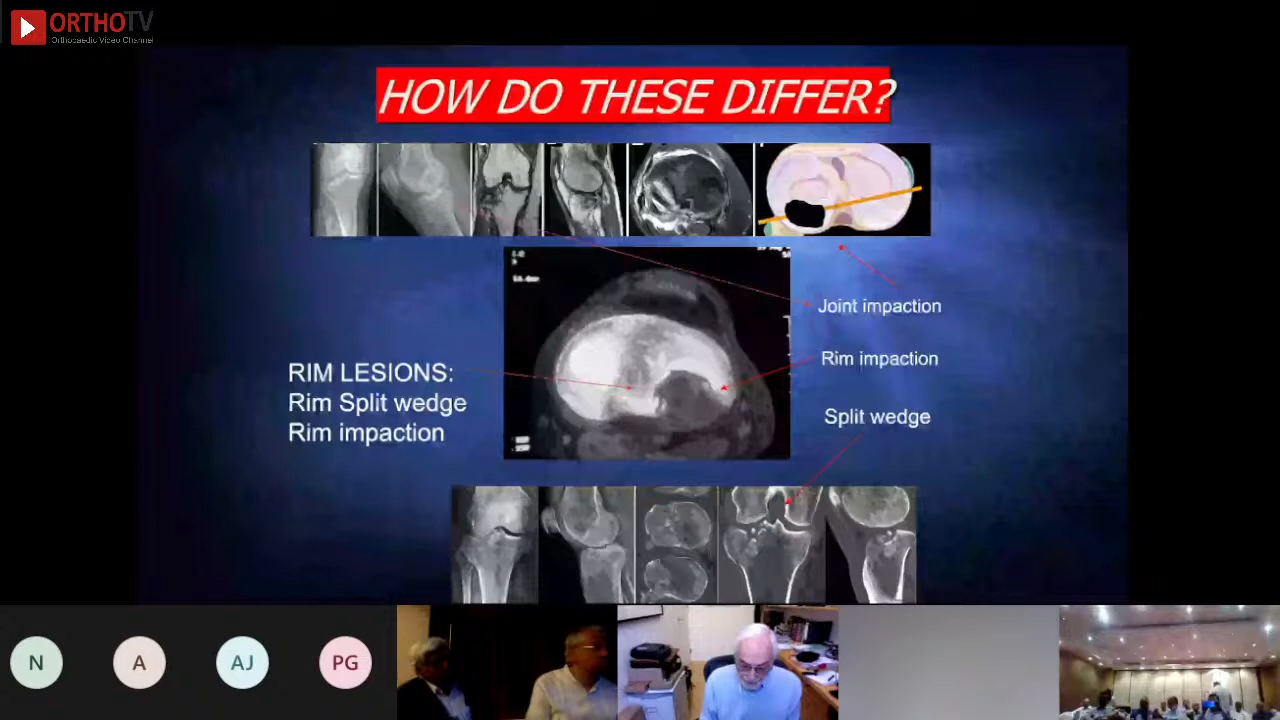 ORTHOTV
Orthopaedic Video Channel
HOW DO THESE DIFFER?
Joint impaction
Rim impaction
RIM LESIONS:
Rim Split wedge
Rim impaction
Split wedge
N
A
AJ
PG